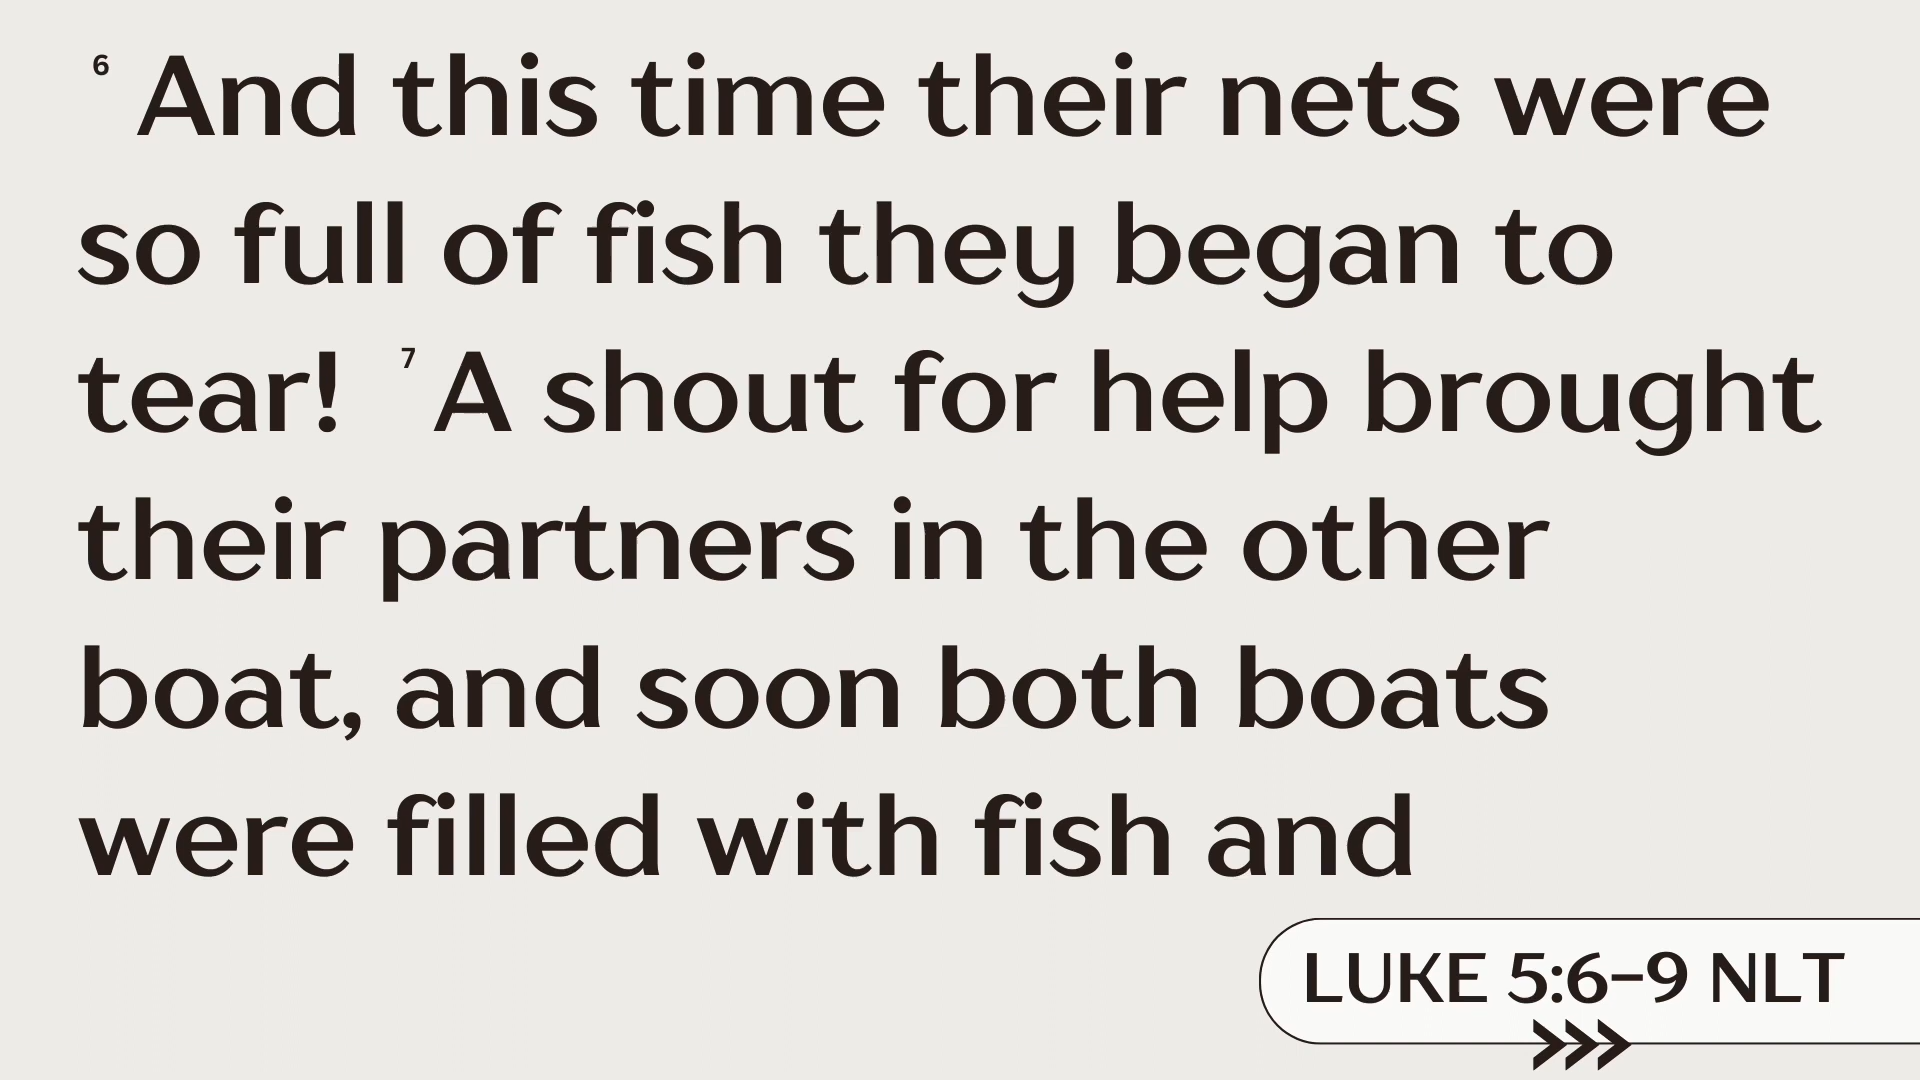 ⁶ And this time their nets were
so full of fish they began to
tear! ⁷ A shout for help brought
their partners in the other
boat, and soon both boats
were filled with fish and
LUKE 5:6–9 NLT